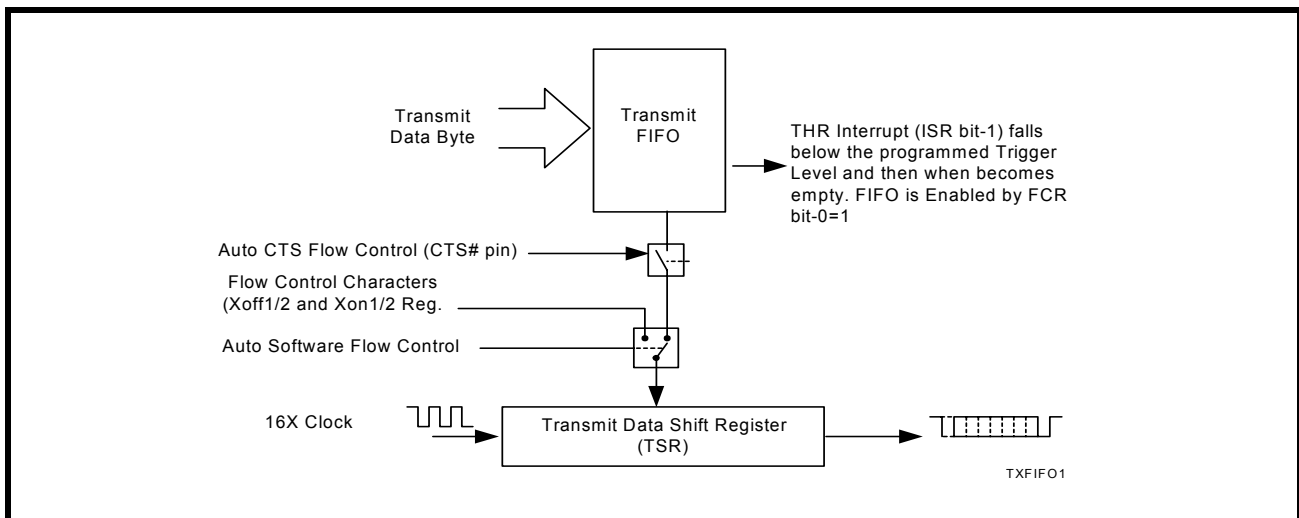 Transmit
Data Byte
Transmit
FIFO
THR Interrupt (ISR bit-1) falls
below the programmed Trigger
Level and then when becomes
empty. FIFO is Enabled by FCR
bit-0=1
Auto CTS Flow Control (CTS# pin)
Flow Control Characters
(Xoff1/2 and Xon1/2 Reg.
Auto Software Flow Control
16X Clock
Transmit Data Shift Register
(TSR)
TXFIFO1